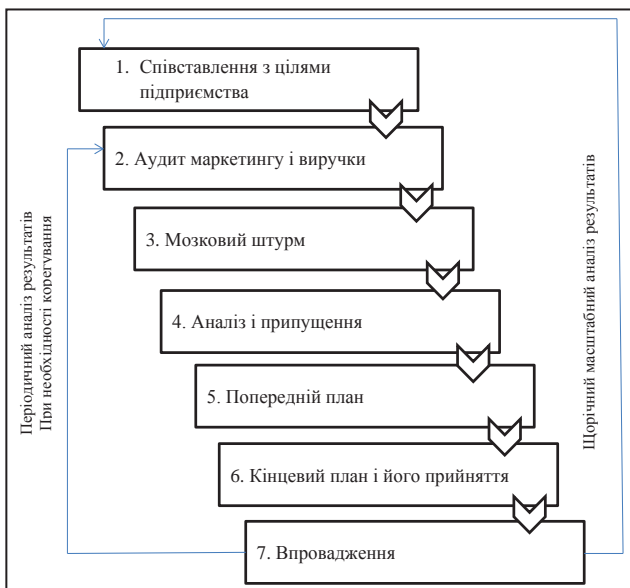 1. Співставлення з цілями
підприємства
2. Аудит маркетингу і виручки
3. Мозковий штурм
4. Аналіз і припущення
5. Попередній план
6. Кінцевий план і його прийняття
7. Впровадження
Періодичний аналіз результатів
При необхідності корегування
Щорічний масштабний аналіз результатів